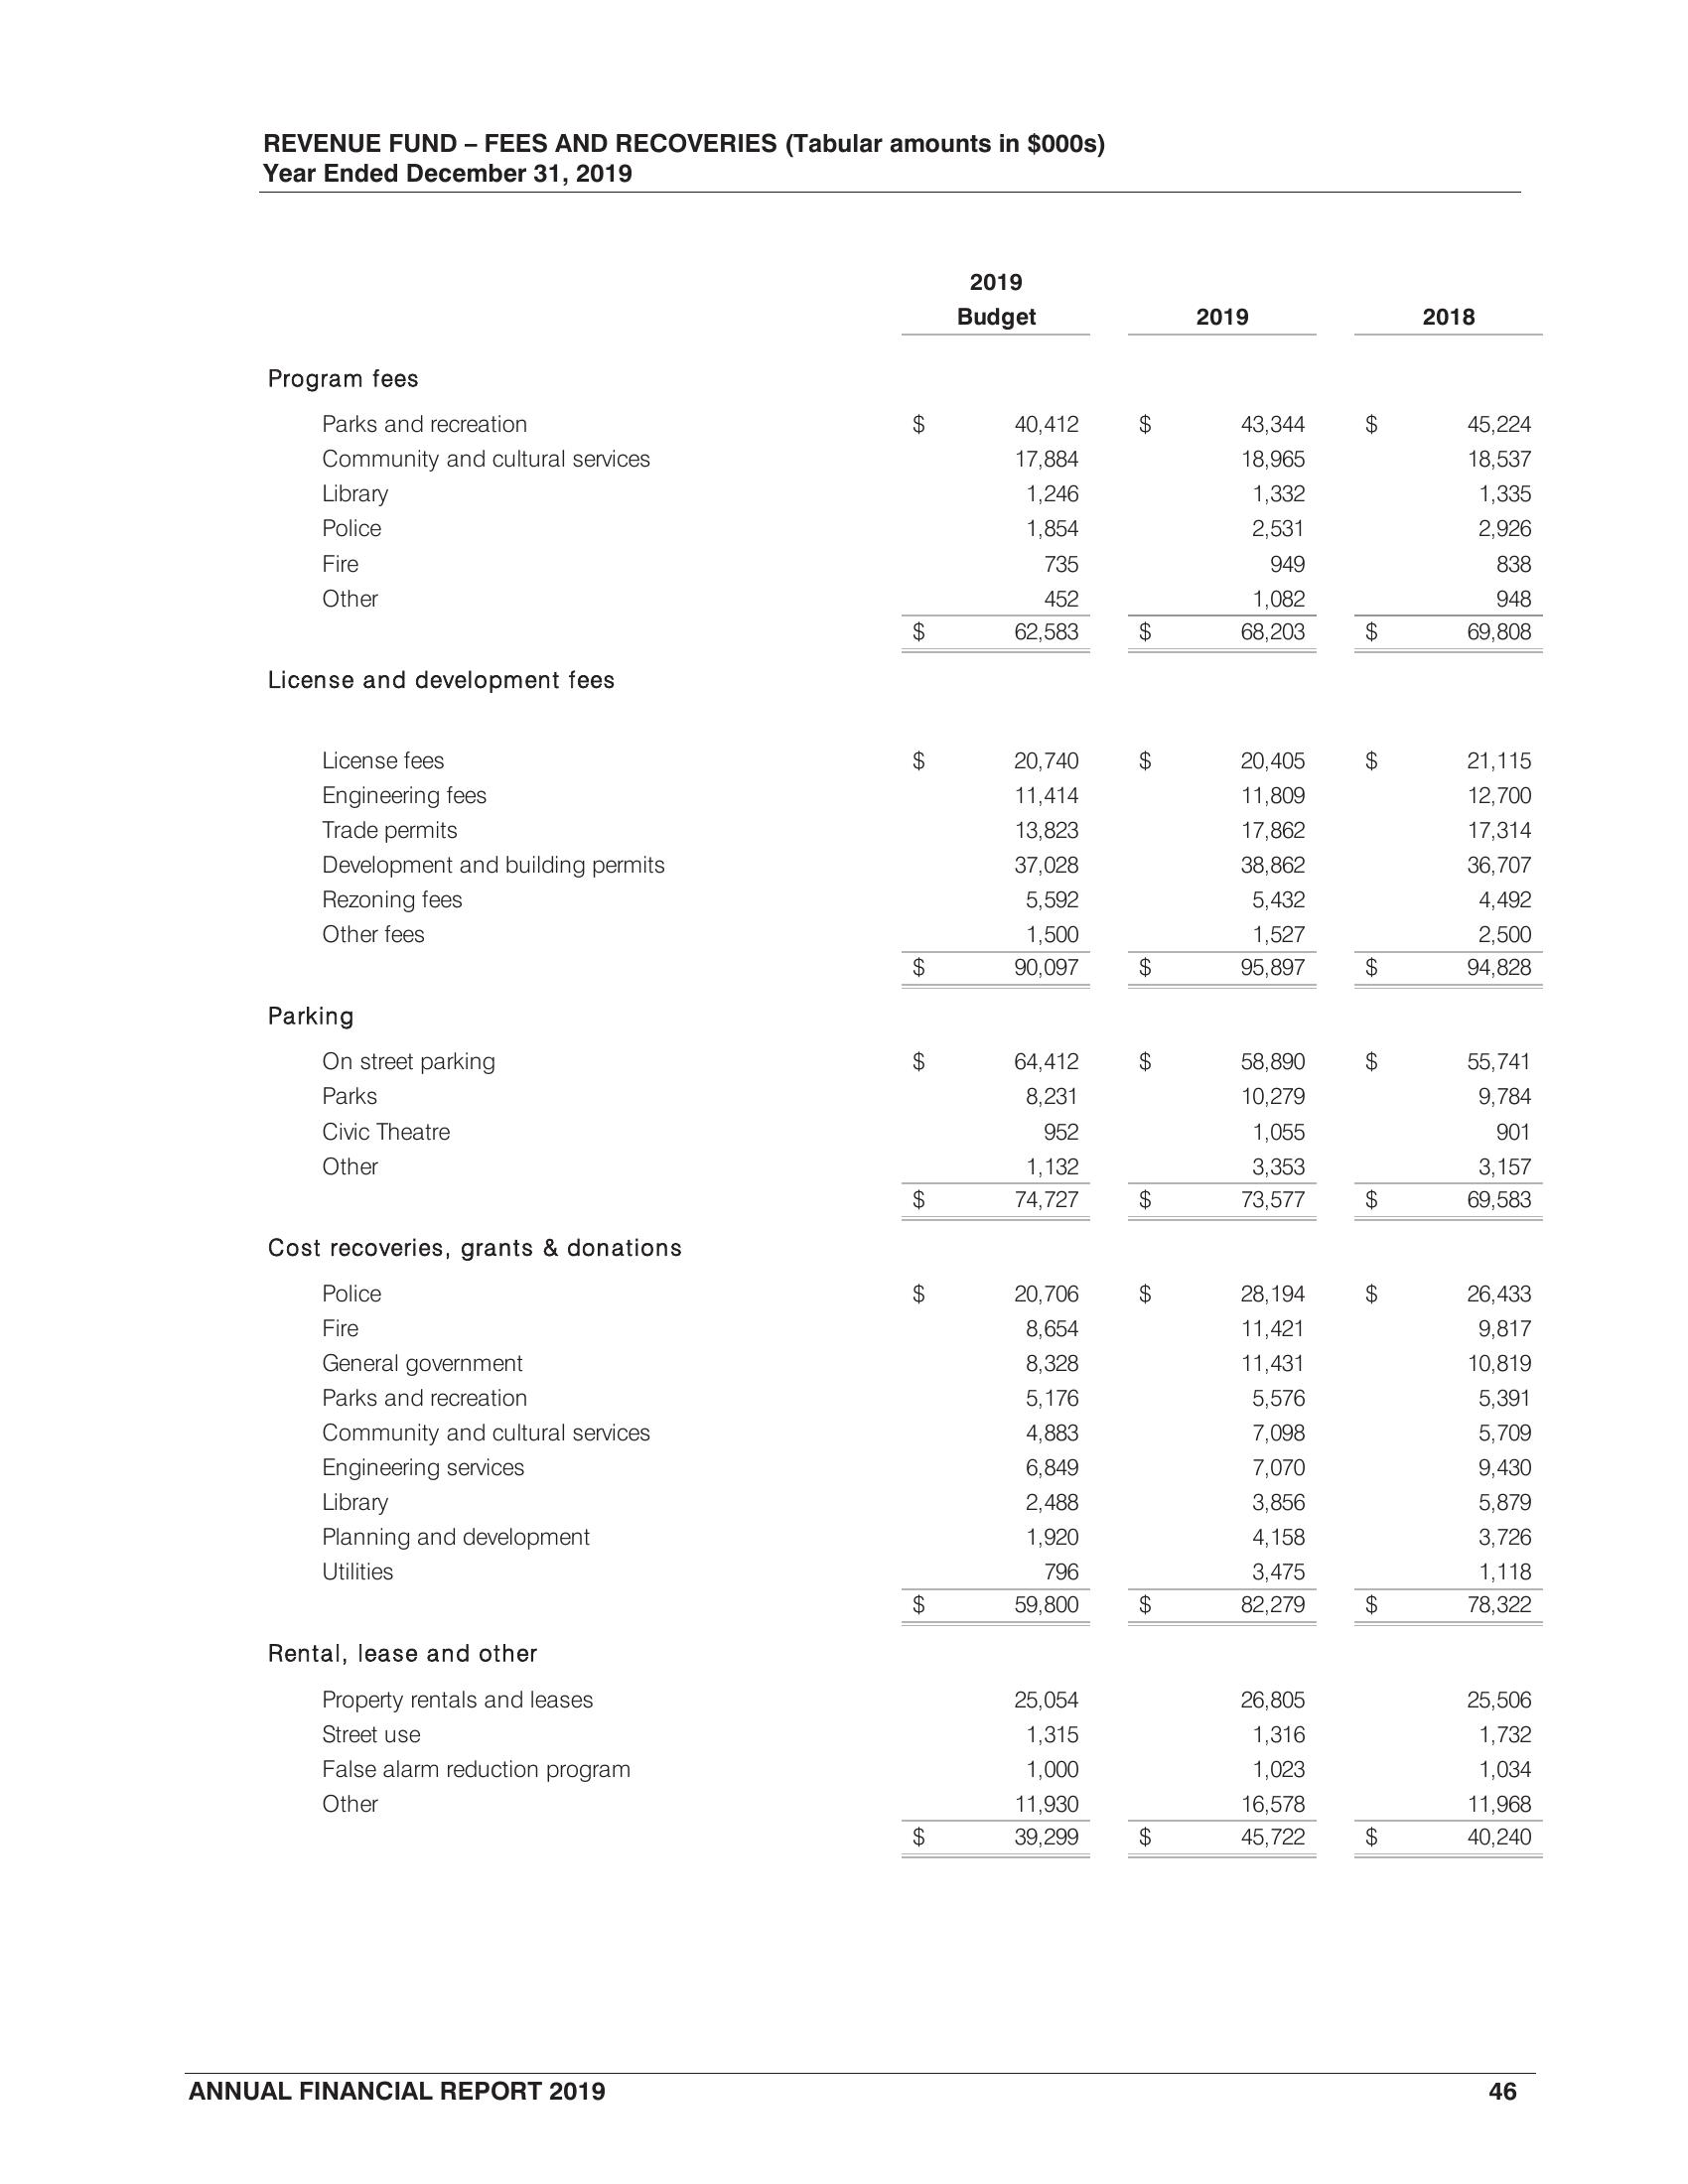 REVENUE FUND – FEES AND RECOVERIES (Tabular amounts in $000s)
Year Ended December 31, 2019
2019
Budget 2019 2018
Program fees
Parks and recreation $ 40,412 $ 43,344 $ 45,224
Community and cultural services 17,884 18,965 18,537
Library 1,246 1,332 1,335
Police 1,854 2,531 2,926
Fire 735 949 838
Other 452 1,082 948
$ 62,583 $ 68,203 $ 69,808
License and development fees
License fees $ 20,740 $ 20,405 $ 21,115
Engineering fees 11,414 11,809 12,700
Trade permits 13,823 17,862 17,314
Development and building permits 37,028 38,862 36,707
Rezoning fees 5,592 5,432 4,492
Other fees 1,500 1,527 2,500
$ 90,097 $ 95,897 $ 94,828
Parking
On street parking $ 64,412 $ 58,890 $ 55,741
Parks 8,231 10,279 9,784
Civic Theatre 952 1,055 901
Other 1,132 3,353 3,157
$ 74,727 $ 73,577 $ 69,583
Cost recoveries, grants & donations
Police $ 20,706 $ 28,194 $ 26,433
Fire 8,654 11,421 9,817
General government 8,328 11,431 10,819
Parks and recreation 5,176 5,576 5,391
Community and cultural services 4,883 7,098 5,709
Engineering services 6,849 7,070 9,430
Library 2,488 3,856 5,879
Planning and development 1,920 4,158 3,726
Utilities 796 3,475 1,118
$ 59,800 $ 82,279 $ 78,322
Rental, lease and other
Property rentals and leases 25,054 26,805 25,506
Street use 1,315 1,316 1,732
False alarm reduction program 1,000 1,023 1,034
Other 11,930 16,578 11,968
$ 39,299 $ 45,722 $ 40,240
ANNUAL FINANCIAL REPORT 2019 46